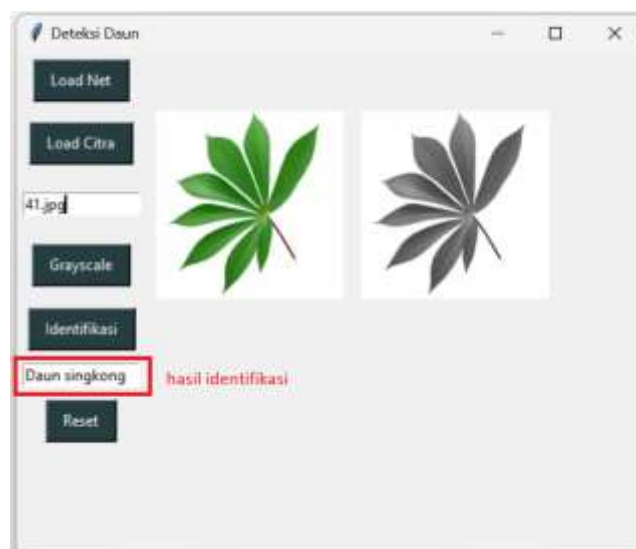 Deteksi Daun
Load Net
Load Citra
41.jpg
Grayscale
Identifikasi
Daun singkong
hasil identifikasi
Reset